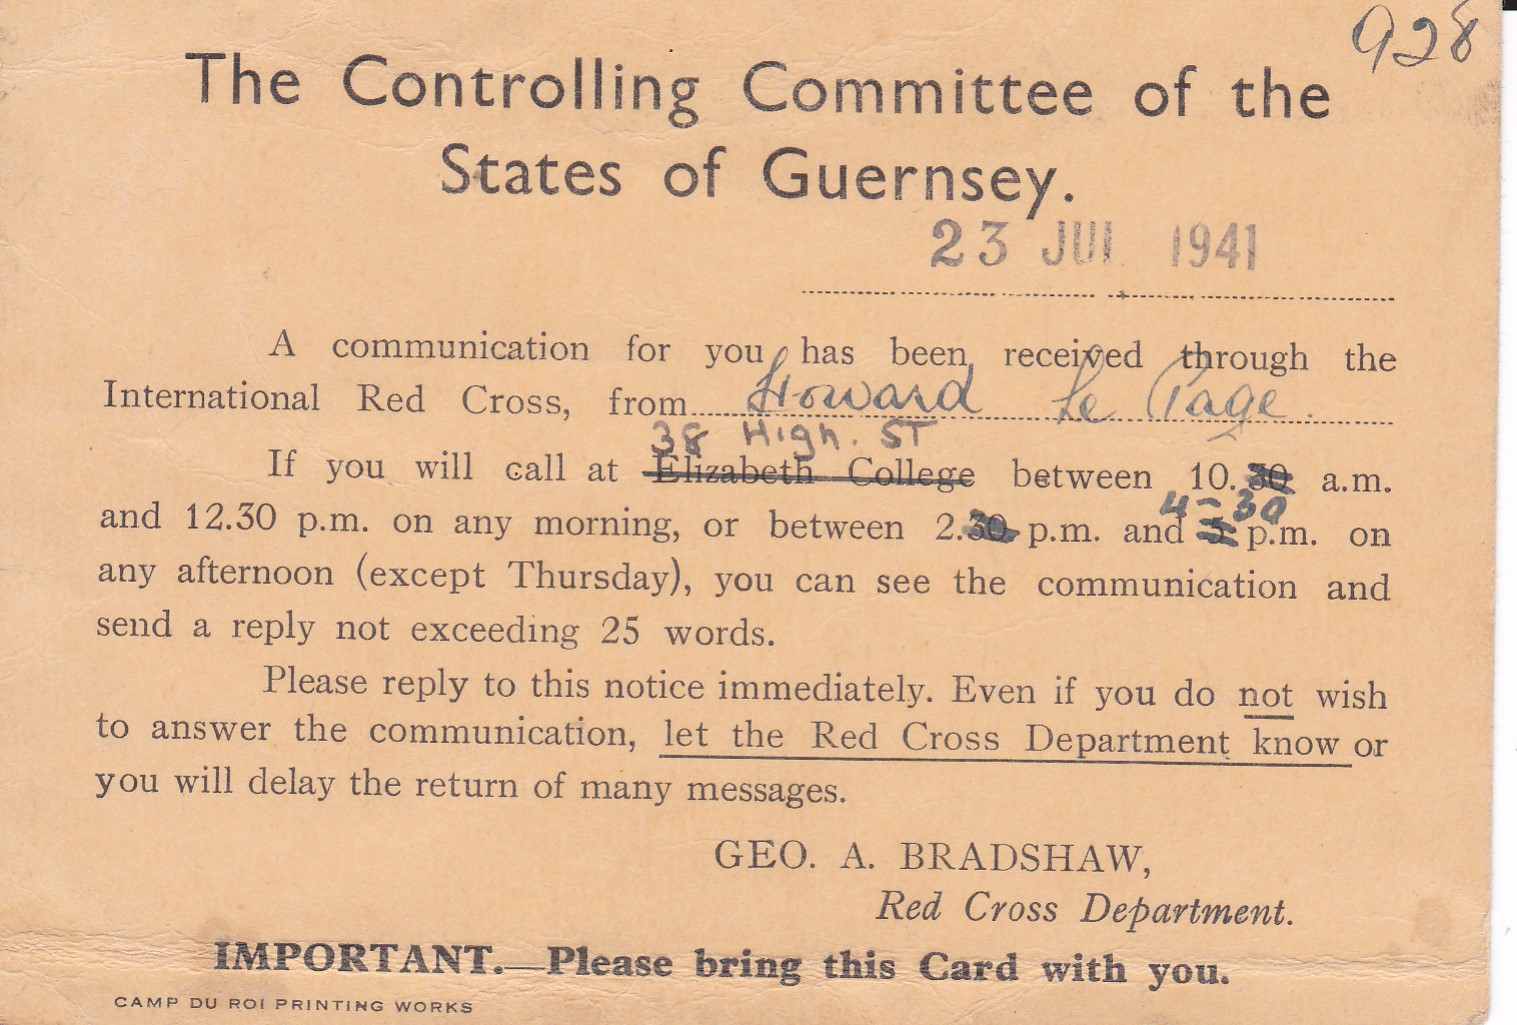 928
The Controlling Committee of the
States of Guernsey.
23 JUL 1941
A communication for you has been received through the
International Red Cross, from Howard Le Page.
38 High. ST
If you will call at Elizabeth College between 10.30 a.m.
4-30
and 12.30 p.m. on any morning, or between 2.30 p.m. and 5 p.m. on
any afternoon (except Thursday), you can see the communication and
send a reply not exceeding 25 words.
Please reply to this notice immediately. Even if you do not wish
to answer the communication, let the Red Cross Department know or
you will delay the return of many messages.
GEO. A. BRADSHAW,
Red Cross Department.
IMPORTANT.—Please bring this Card with you.
CAMP DU ROI PRINTING WORKS